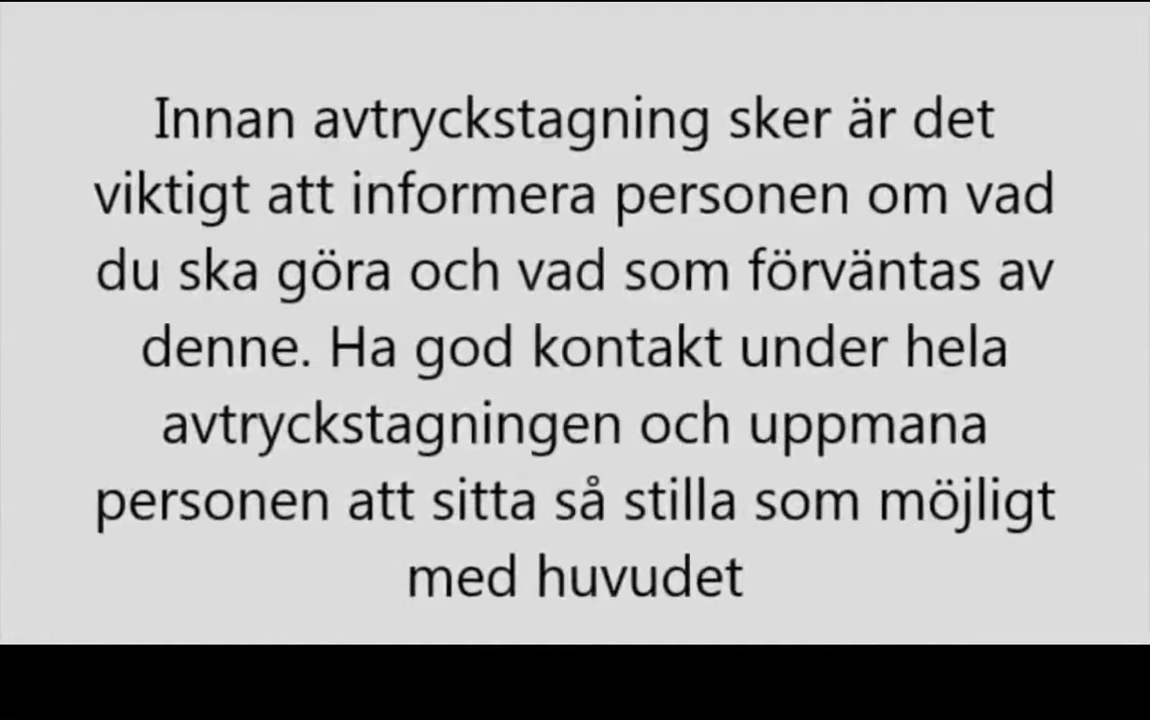 Innan avtryckstagning sker är det
viktigt att informera personen om vad
du ska göra och vad som förväntas av
denne. Ha god kontakt under hela
avtryckstagningen och uppmana
personen att sitta så stilla som möjligt
med huvudet